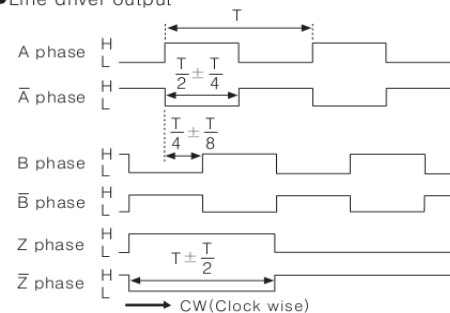 ●Line driver output
T
A phase H L
T/2 ± T/4
A̅ phase H L
T/4 ± T/8
B phase H L
B̅ phase H L
Z phase H L
T± T/2
Z̅ phase H L
CW(Clock wise)